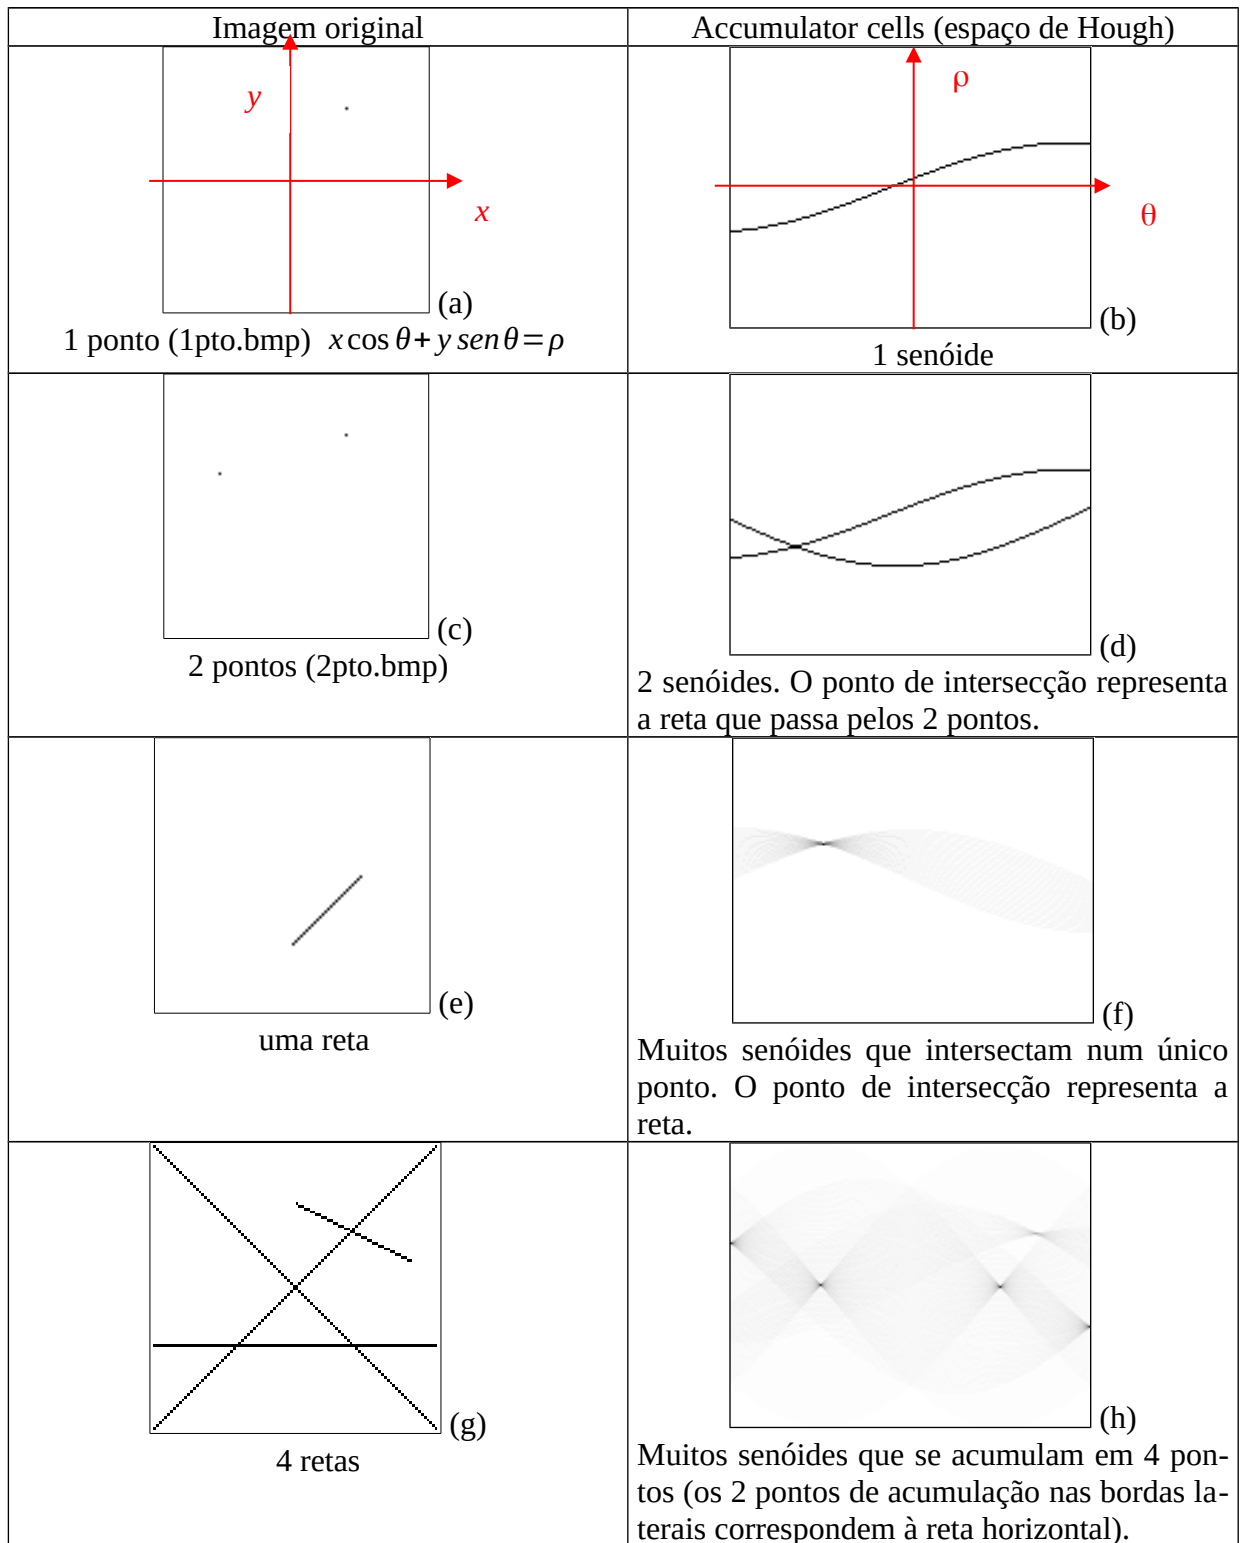 Imagem original
Accumulator cells (espaço de Hough)
y
x
(a)
1 ponto (1pto.bmp) x cos θ + y sen θ = ρ
ρ
θ
(b)
1 senóide
(c)
2 pontos (2pto.bmp)
(d)
2 senóides. O ponto de intersecção representa
a reta que passa pelos 2 pontos.
(e)
uma reta
(f)
Muitos senóides que intersectam num único
ponto. O ponto de intersecção representa a
reta.
(g)
4 retas
(h)
Muitos senóides que se acumulam em 4 pon-
tos (os 2 pontos de acumulação nas bordas la-
terais correspondem à reta horizontal).